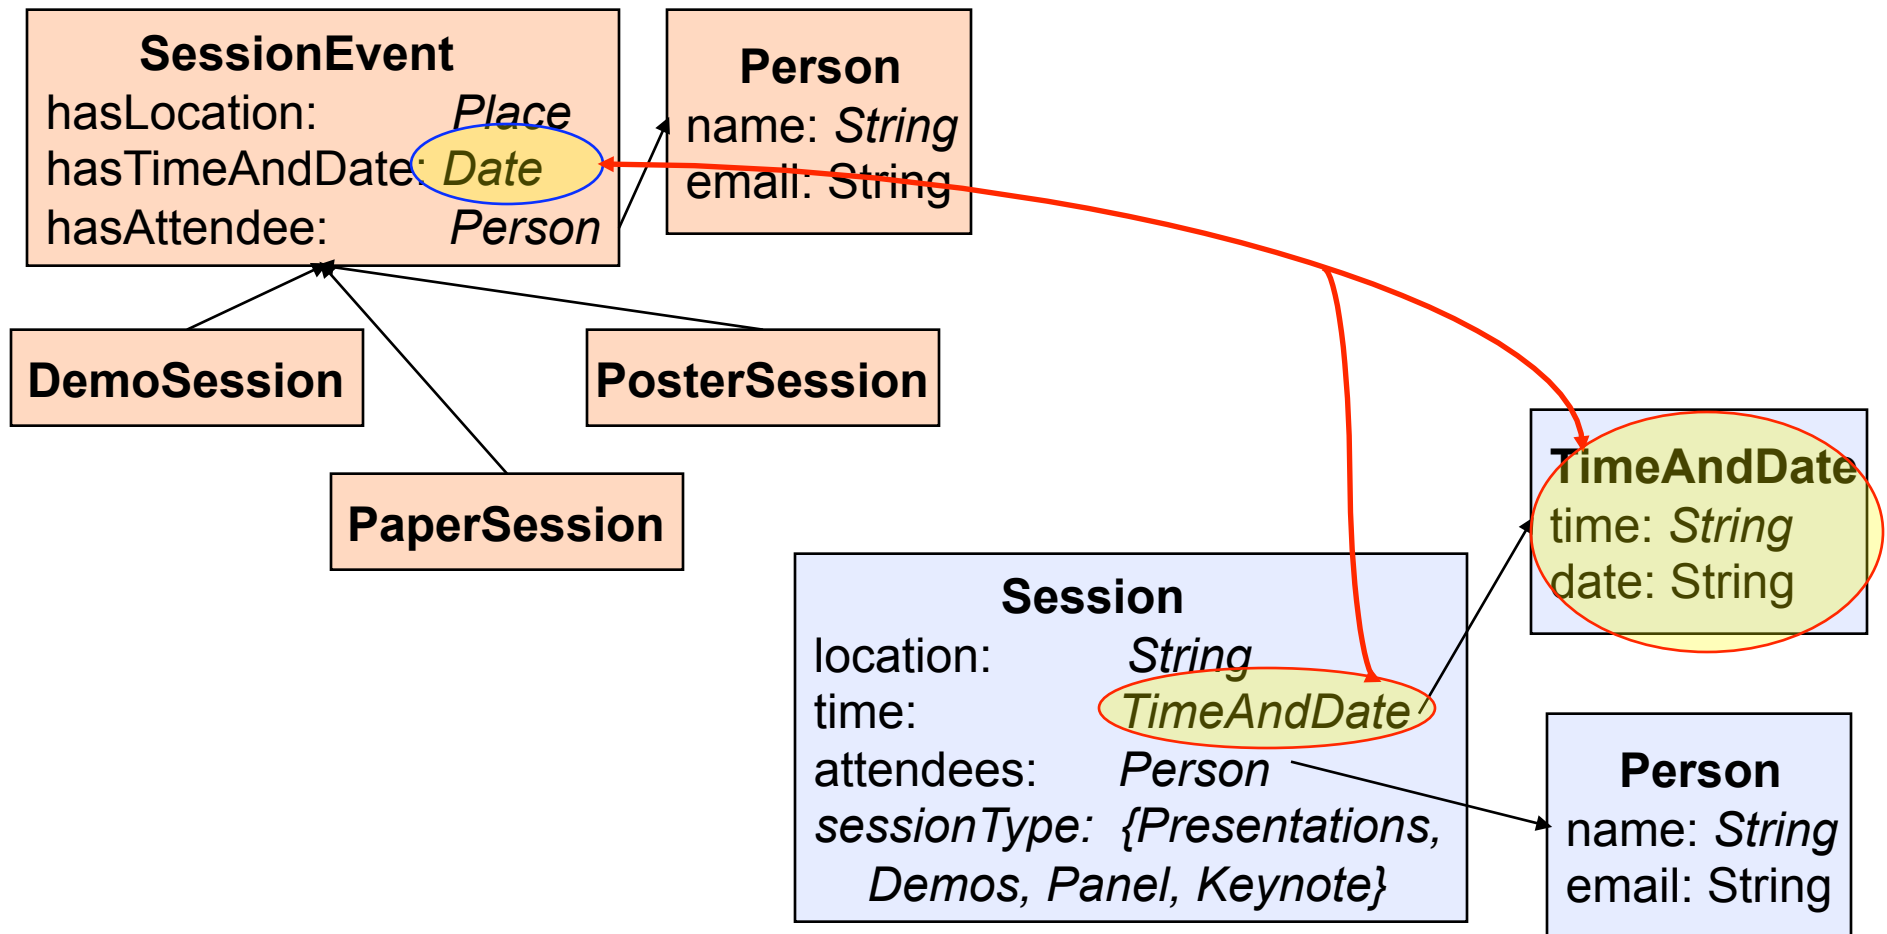 SessionEvent
hasLocation: Place
hasTimeAndDate: Date
hasAttendee: Person
Person
name: String
email: String
DemoSession
PosterSession
PaperSession
TimeAndDate
time: String
date: String
Session
location: String
time: TimeAndDate
attendees: Person
sessionType: {Presentations,
Demos, Panel, Keynote}
Person
name: String
email: String